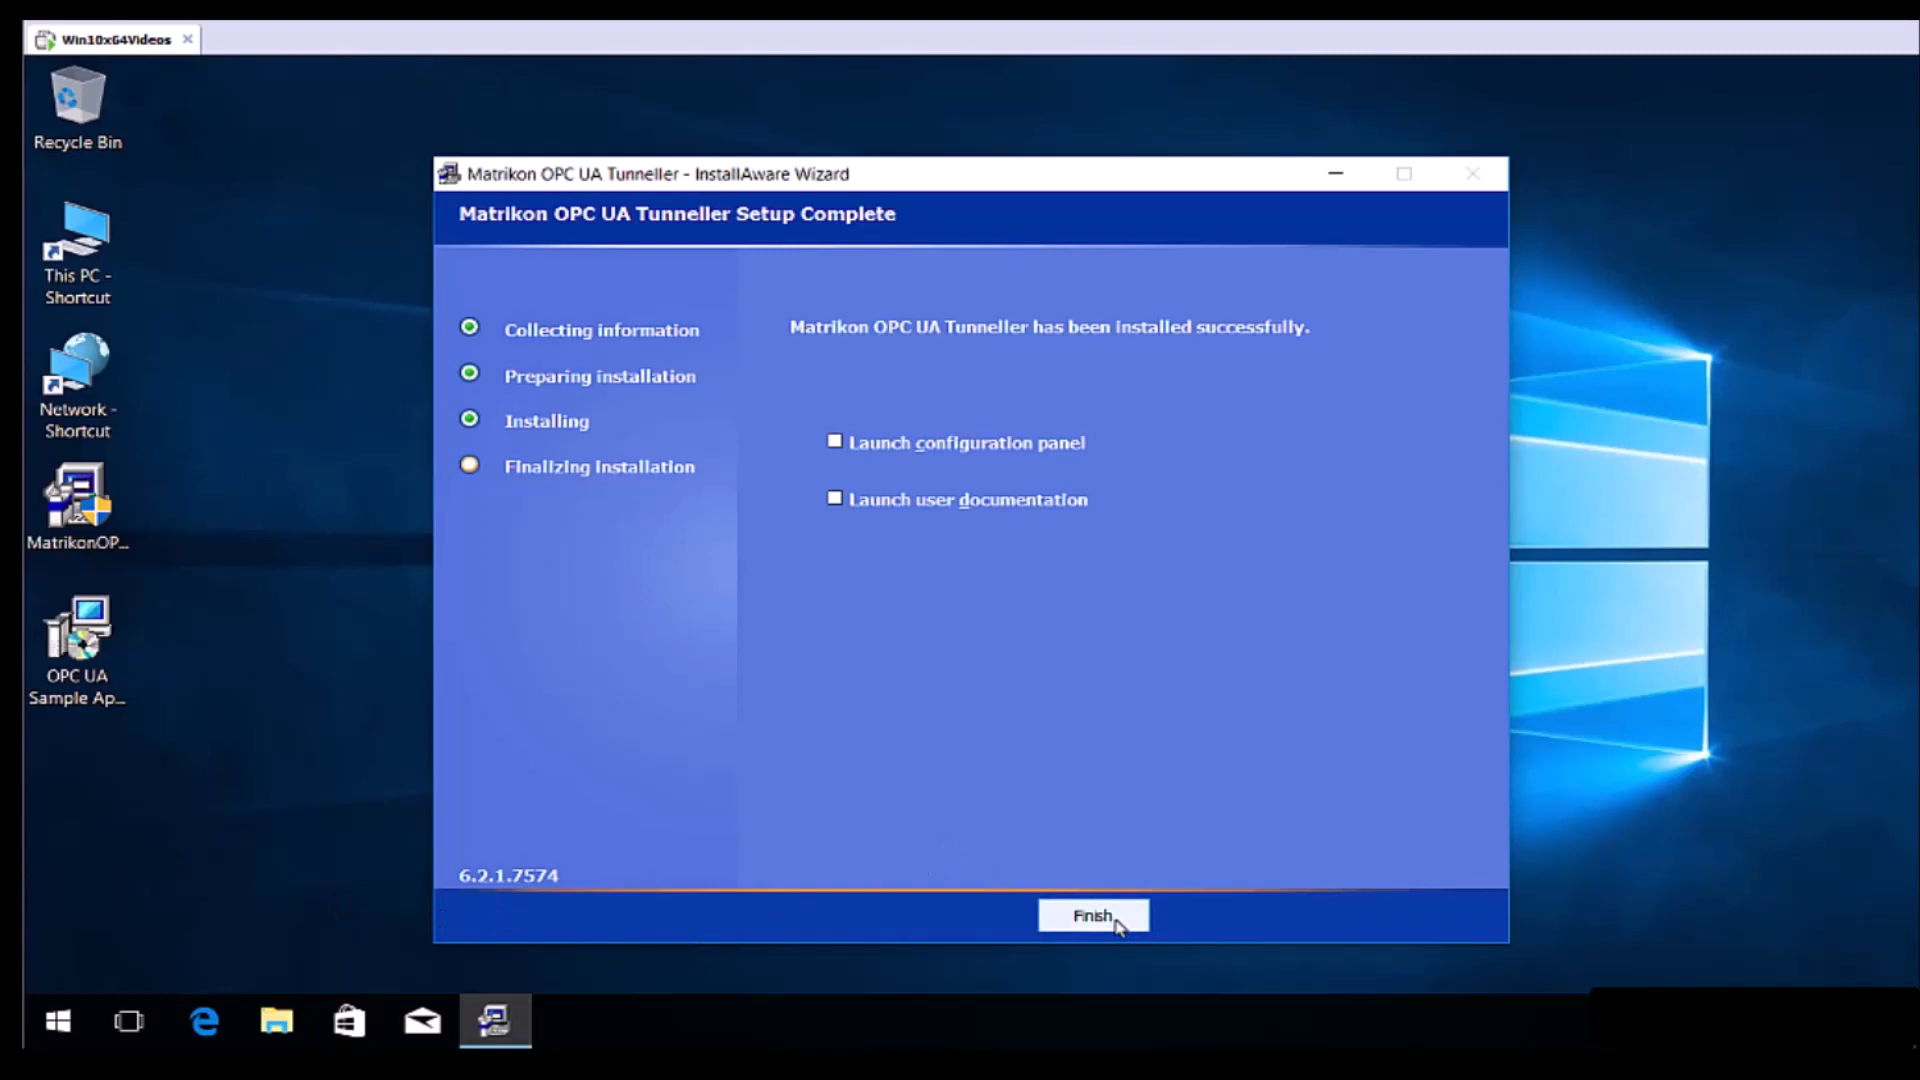 Win10x64Videos
Recycle Bin
This PC -
Shortcut
Network -
Shortcut
MatrikonOP...
OPC UA
Sample Ap...
Matrikon OPC UA Tunneller - InstallAware Wizard
Matrikon OPC UA Tunneller Setup Complete
Collecting information
Preparing installation
Installing
Finalizing installation
Matrikon OPC UA Tunneller has been installed successfully.
Launch configuration panel
Launch user documentation
6.2.1.7574
Finish